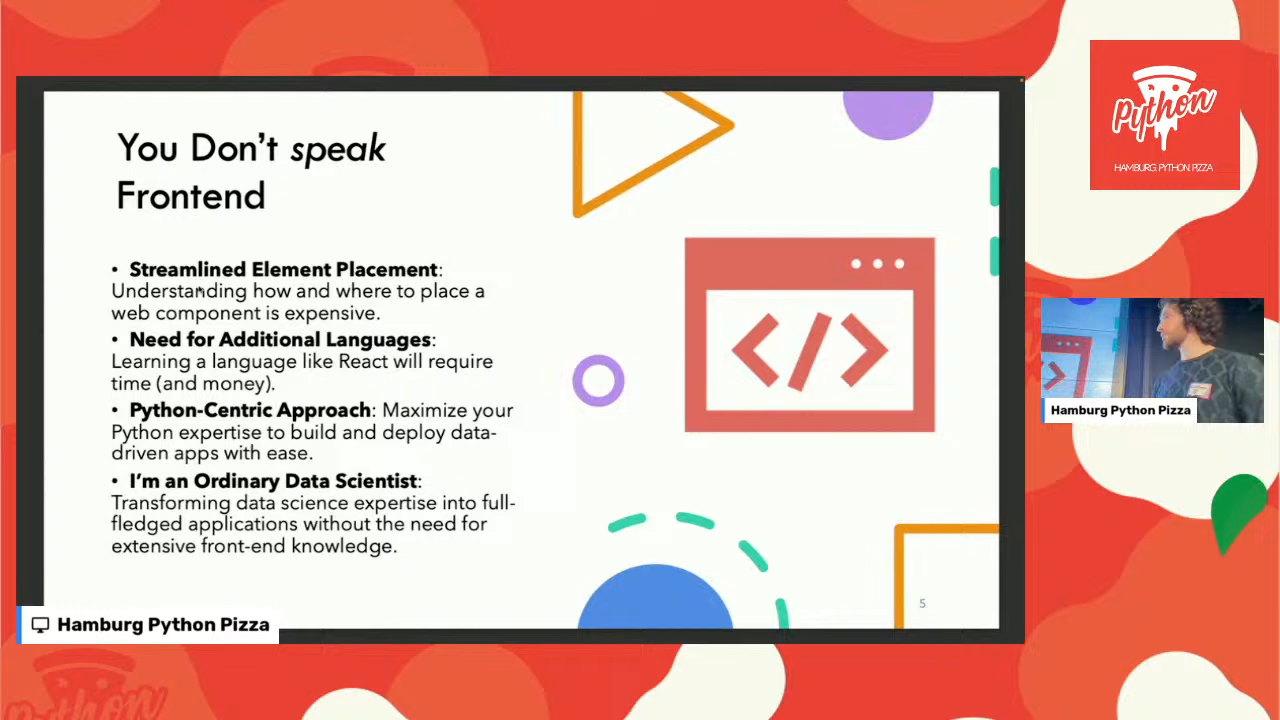 You Don't speak
Frontend
• Streamlined Element Placement:
Understanding how and where to place a
web component is expensive.
• Need for Additional Languages:
Learning a language like React will require
time (and money).
• Python-Centric Approach: Maximize your
Python expertise to build and deploy data-
driven apps with ease.
• I'm an Ordinary Data Scientist:
Transforming data science expertise into full-
fledged applications without the need for
extensive front-end knowledge.
</>
5
Hamburg Python Pizza
Python
HAMBURG PYTHON PIZZA
Hamburg Python Pizza
Python